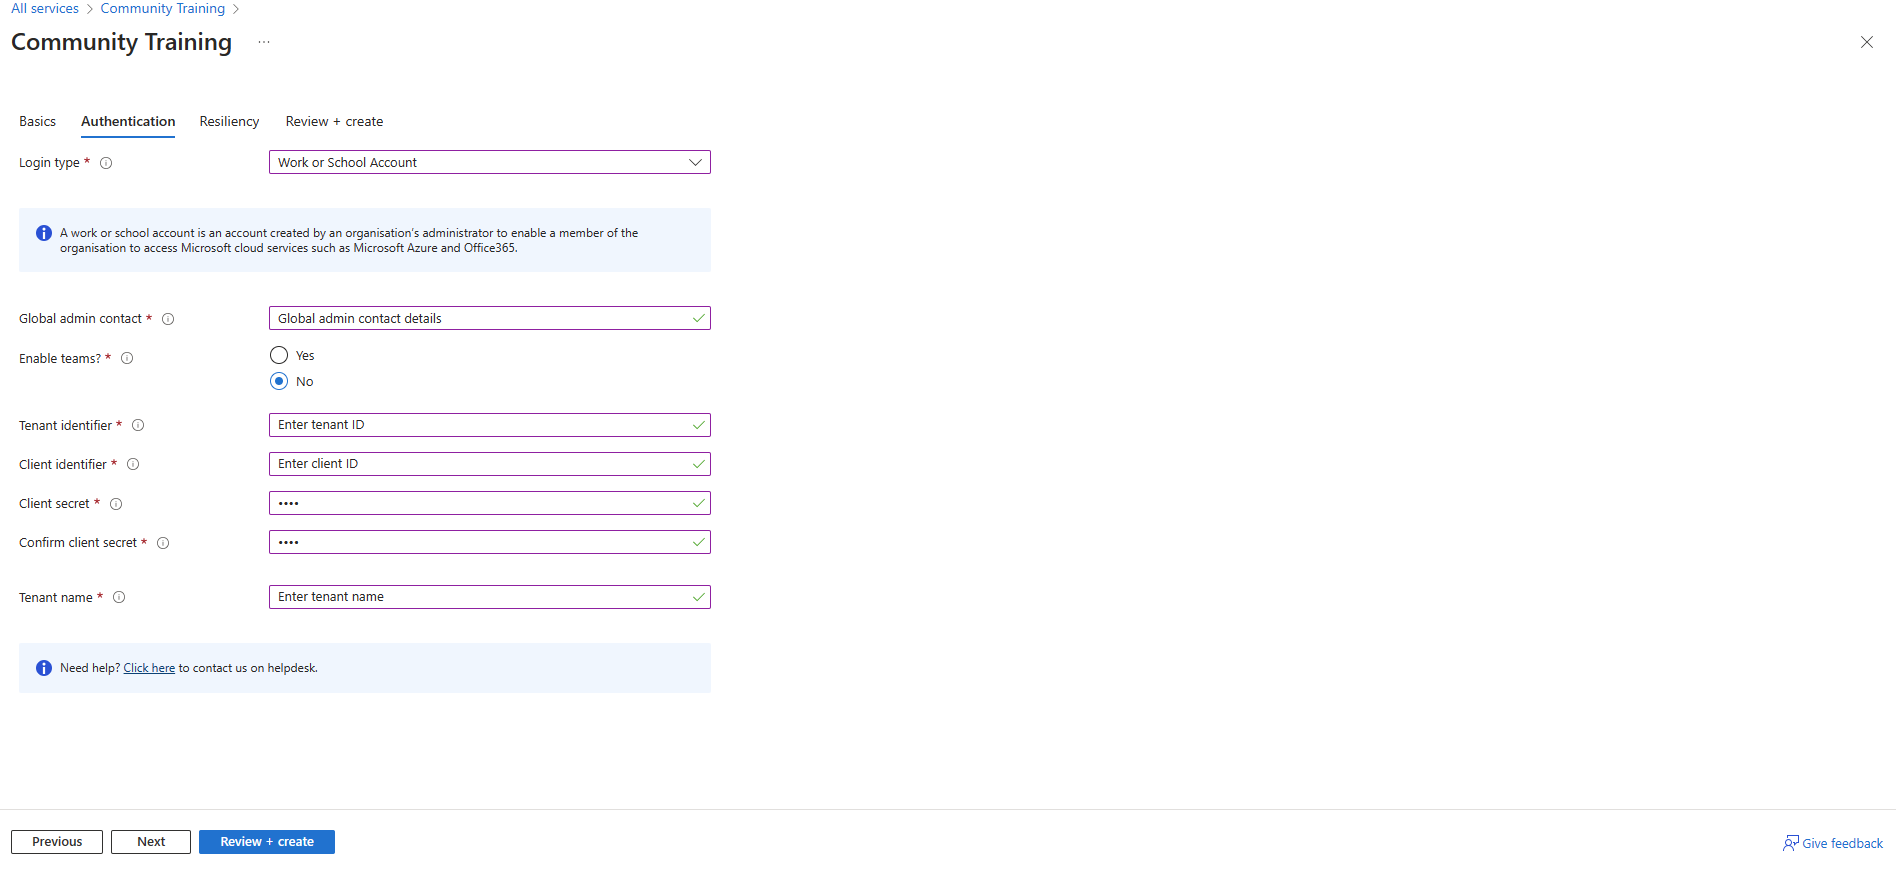 All services > Community Training >
Community Training ...
Basics Authentication Resiliency Review + create
Login type * Work or School Account
A work or school account is an account created by an organisation's administrator to enable a member of the
organisation to access Microsoft cloud services such as Microsoft Azure and Office365.
Global admin contact * Global admin contact details
Enable teams? * Yes
No
Tenant identifier * Enter tenant ID
Client identifier * Enter client ID
Client secret * ••••
Confirm client secret * ••••
Tenant name * Enter tenant name
Need help? Click here to contact us on helpdesk.
Previous Next Review + create Give feedback